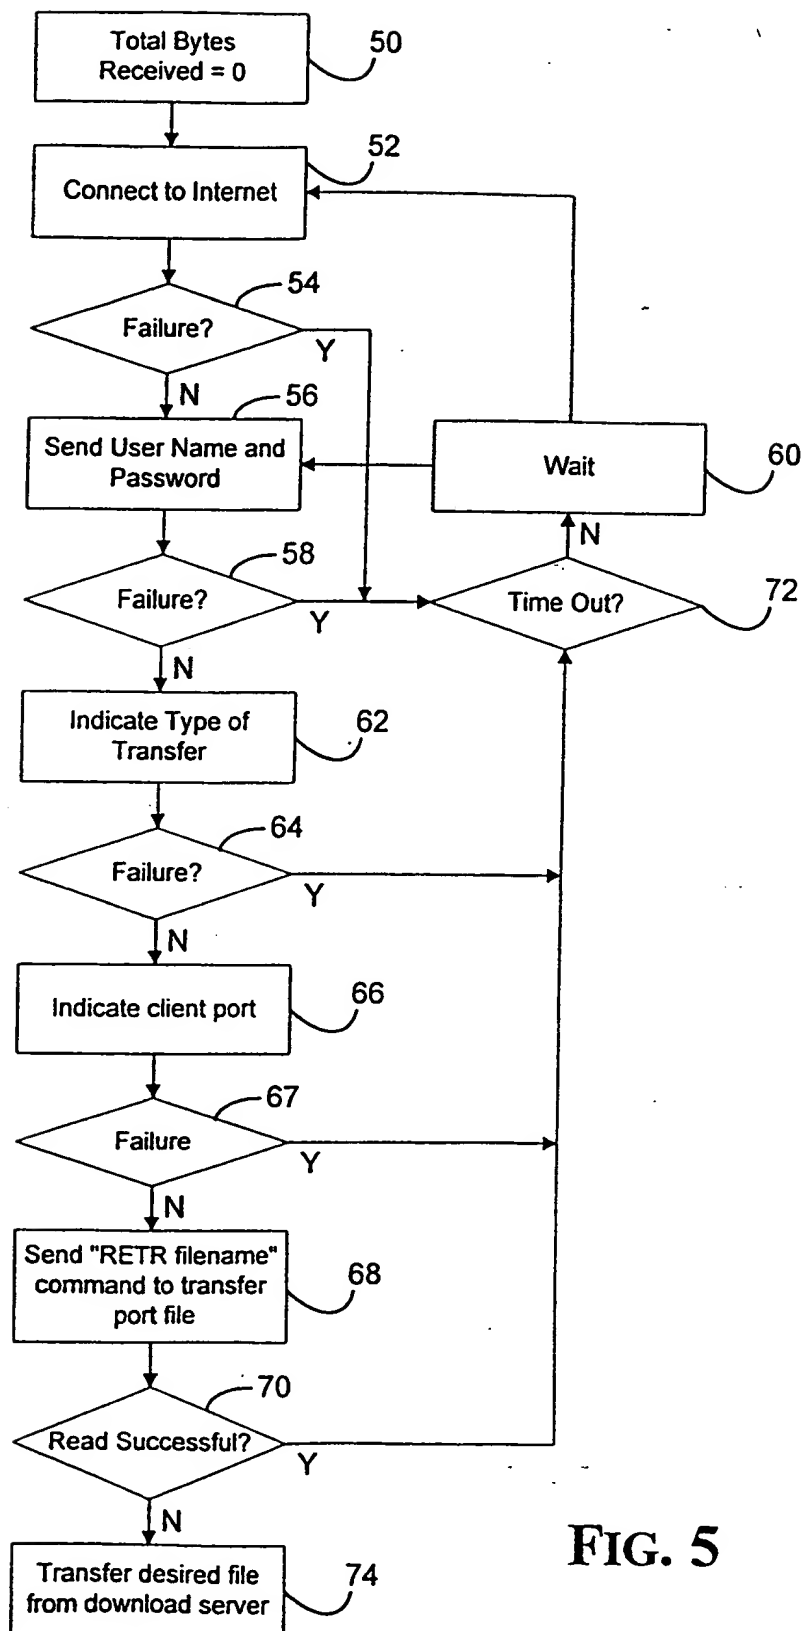 Total Bytes
Received = 0
50
52
Connect to Internet
54
Failure?
Y
N
56
Send User Name and
Password
Wait
60
N
58
Failure?
Y
Time Out?
72
N
Indicate Type of
Transfer
62
64
Failure?
Y
N
Indicate client port
66
67
Failure
Y
N
Send "RETR filename"
command to transfer
port file
68
70
Read Successful?
Y
N
Transfer desired file
from download server
74
FIG. 5